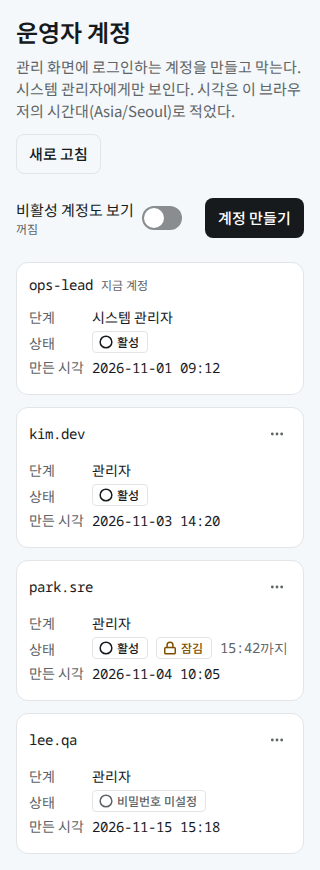 운영자 계정
관리 화면에 로그인하는 계정을 만들고 막는다.
시스템 관리자에게만 보인다. 시각은 이 브라우
저의 시간대(Asia/Seoul)로 적었다.
새로 고침
비활성 계정도 보기
꺼짐
계정 만들기
ops-lead 지금 계정
단계 시스템 관리자
상태 활성
만든 시각 2026-11-01 09:12
kim.dev
단계 관리자
상태 활성
만든 시각 2026-11-03 14:20
park.sre
단계 관리자
상태 활성 잠김 15:42까지
만든 시각 2026-11-04 10:05
lee.qa
단계 관리자
상태 비밀번호 미설정
만든 시각 2026-11-15 15:18